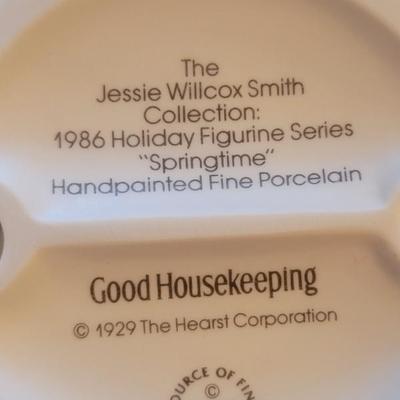 The
Jessie Willcox Smith
Collection:
1986 Holiday Figurine Series
"Springtime"
Handpainted Fine Porcelain
Good Housekeeping
© 1929 The Hearst Corporation
OF
©